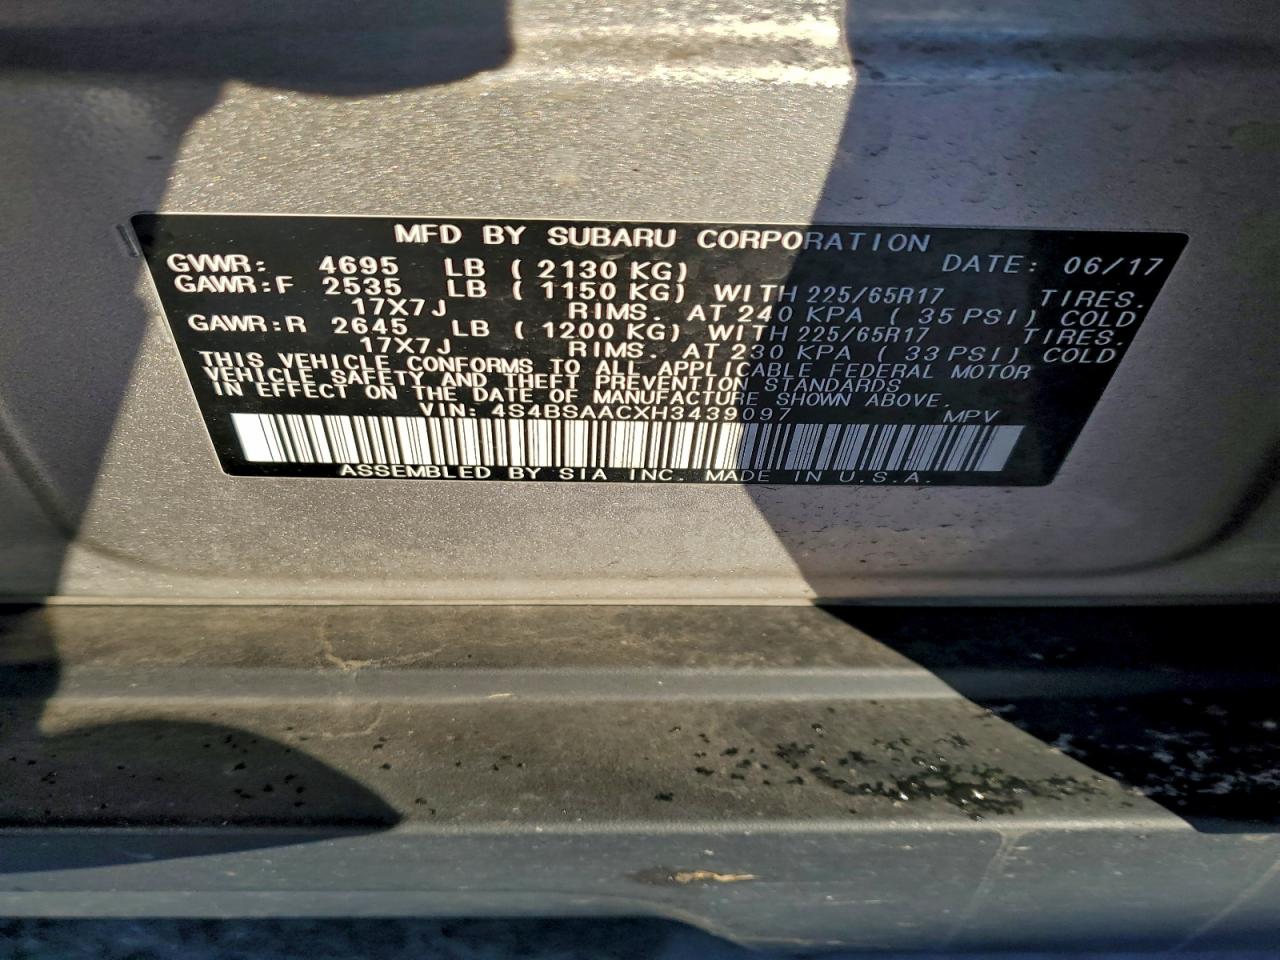 MFD BY SUBARU CORPORATION
GVWR: 4695 LB ( 2130 KG) DATE: 06/17
GAWR:F 2535 LB ( 1150 KG) WITH 225/65R17 TIRES.
17X7J RIMS. AT 240 KPA ( 35 PSI) COLD
GAWR:R 2645 LB ( 1200 KG) WITH 225/65R17 TIRES.
17X7J RIMS. AT 230 KPA ( 33 PSI) COLD
THIS VEHICLE CONFORMS TO ALL APPLICABLE FEDERAL MOTOR
VEHICLE SAFETY AND THEFT PREVENTION STANDARDS
IN EFFECT ON THE DATE OF MANUFACTURE SHOWN ABOVE.
VIN: 4S4BSAACXH3439097 MPV
ASSEMBLED BY SIA INC. MADE IN U.S.A.